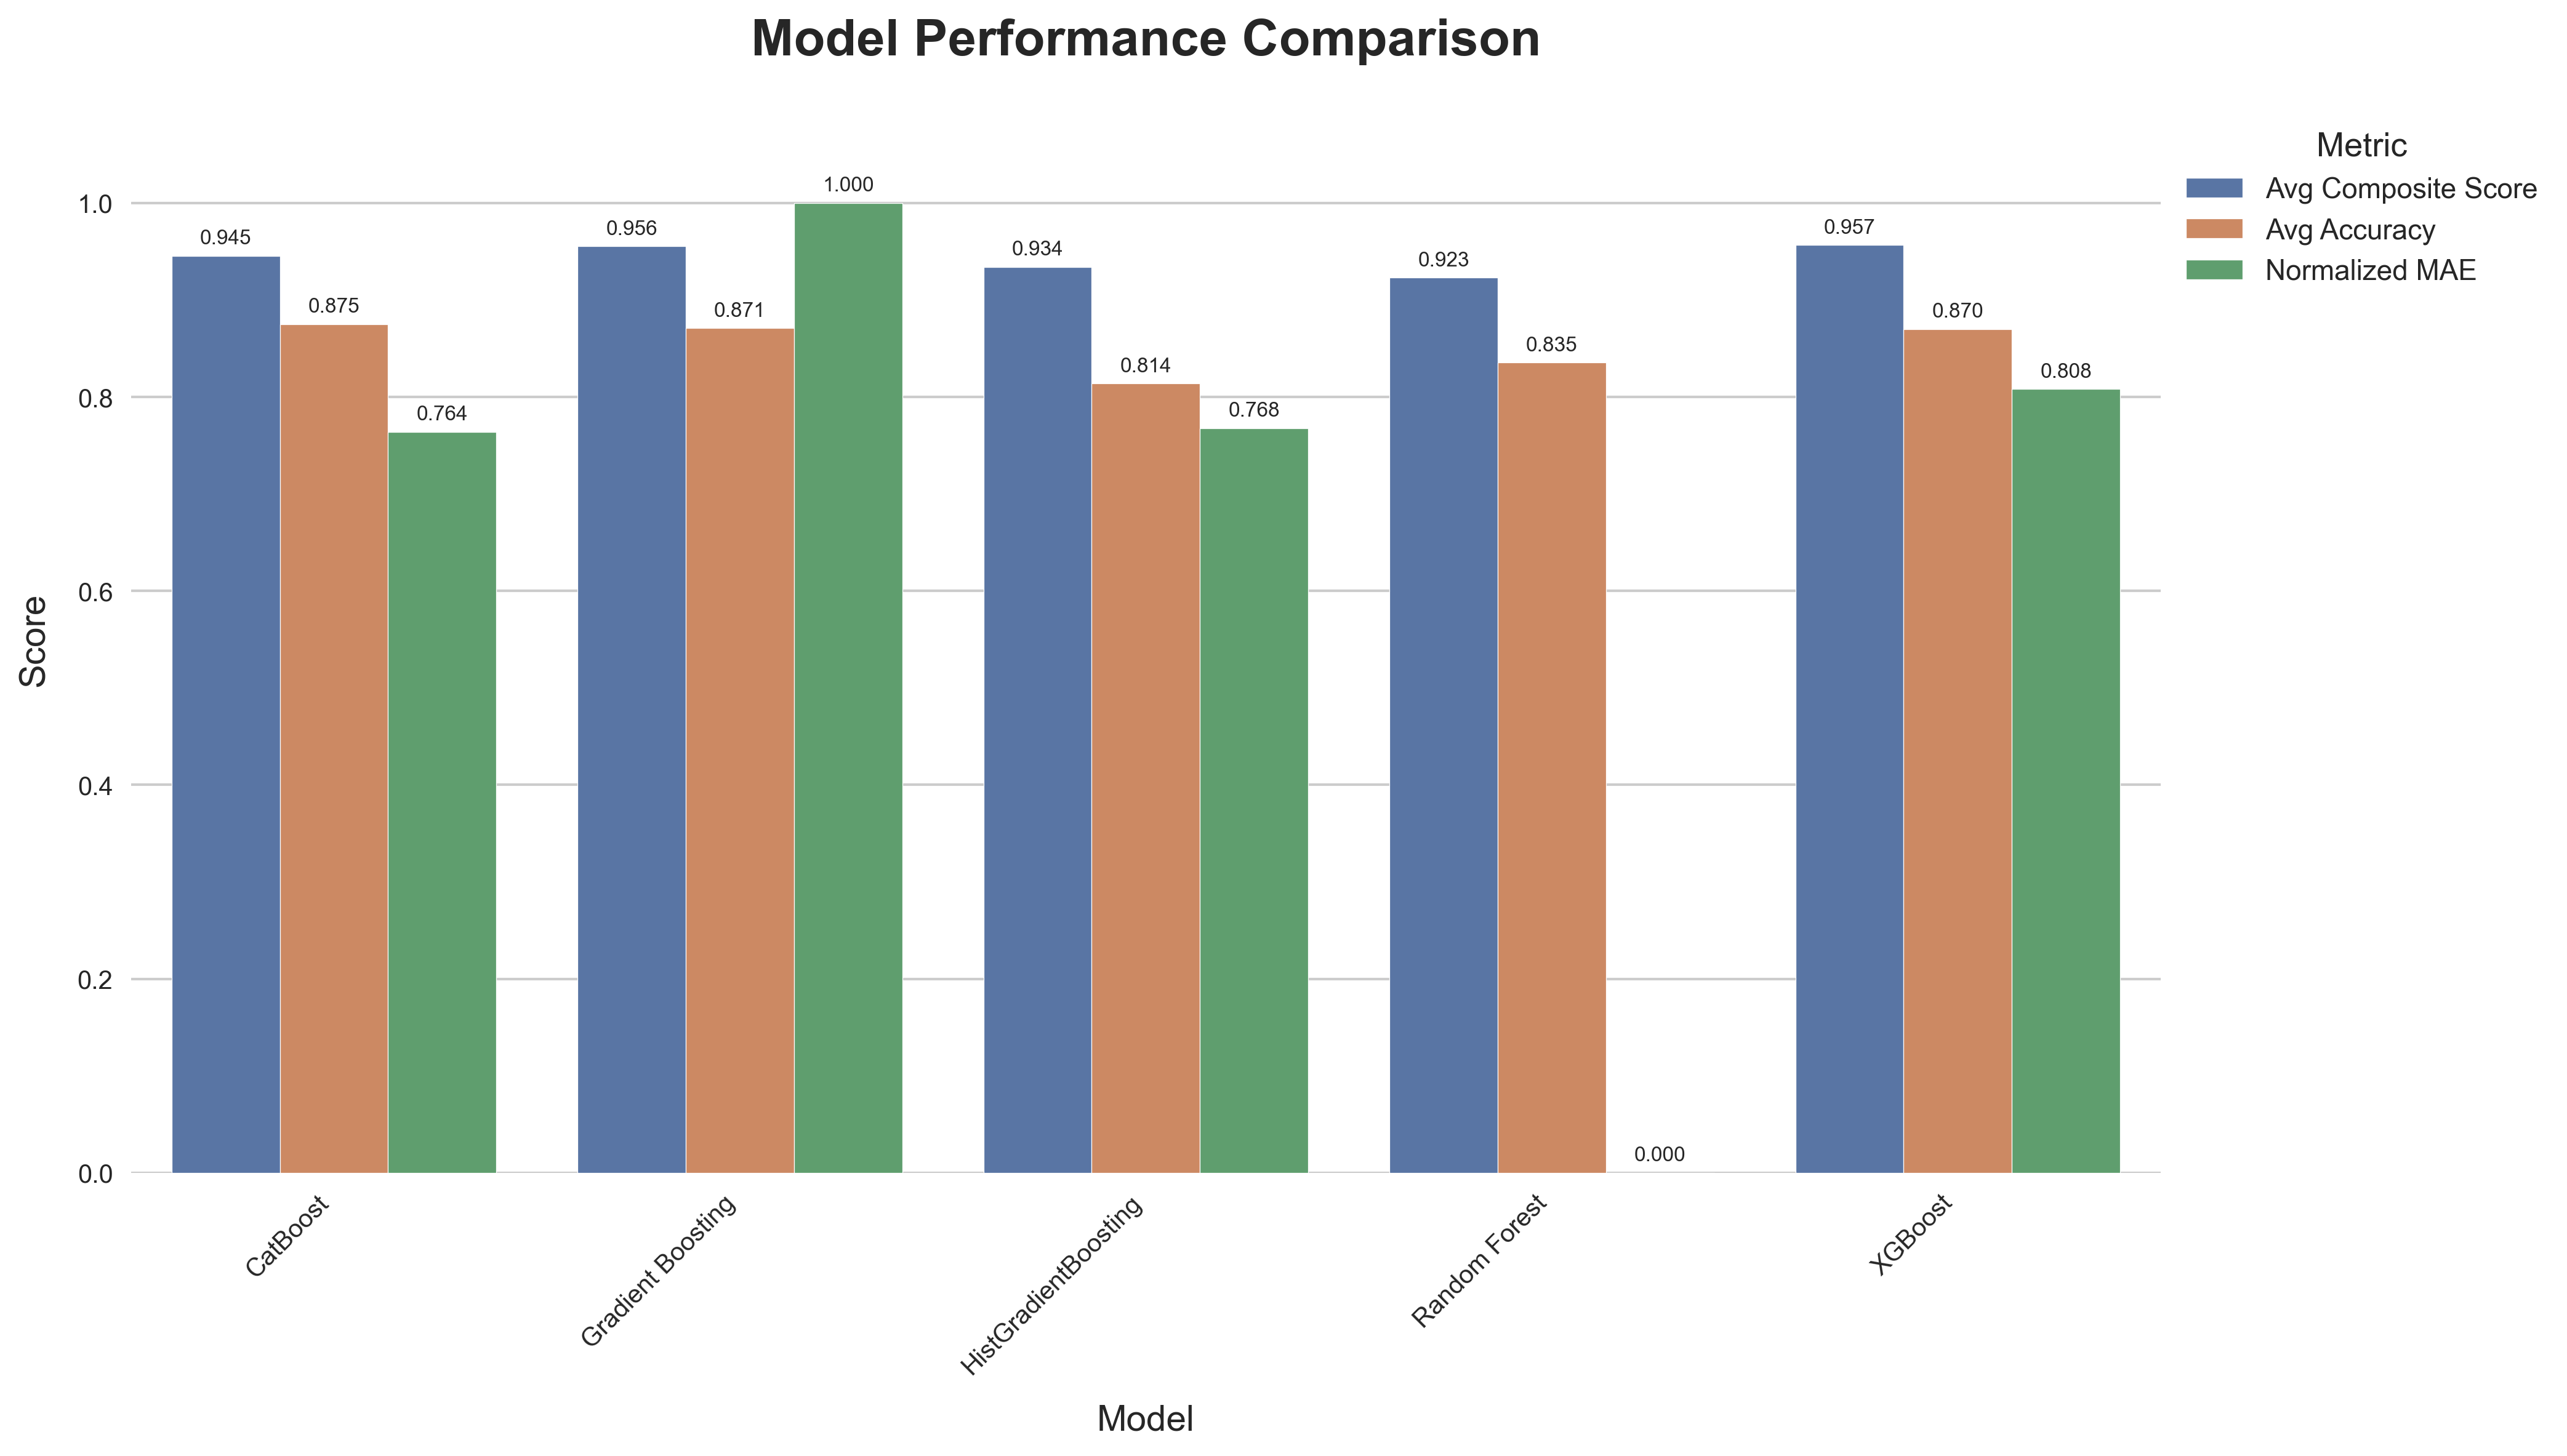 Model Performance Comparison
Metric
Avg Composite Score
Avg Accuracy
Normalized MAE
Score
1.0
0.8
0.6
0.4
0.2
0.0
0.945
0.875
0.764
0.956
0.871
1.000
0.934
0.814
0.768
0.923
0.835
0.000
0.957
0.870
0.808
CatBoost
Gradient Boosting
HistGradientBoosting
Random Forest
XGBoost
Model